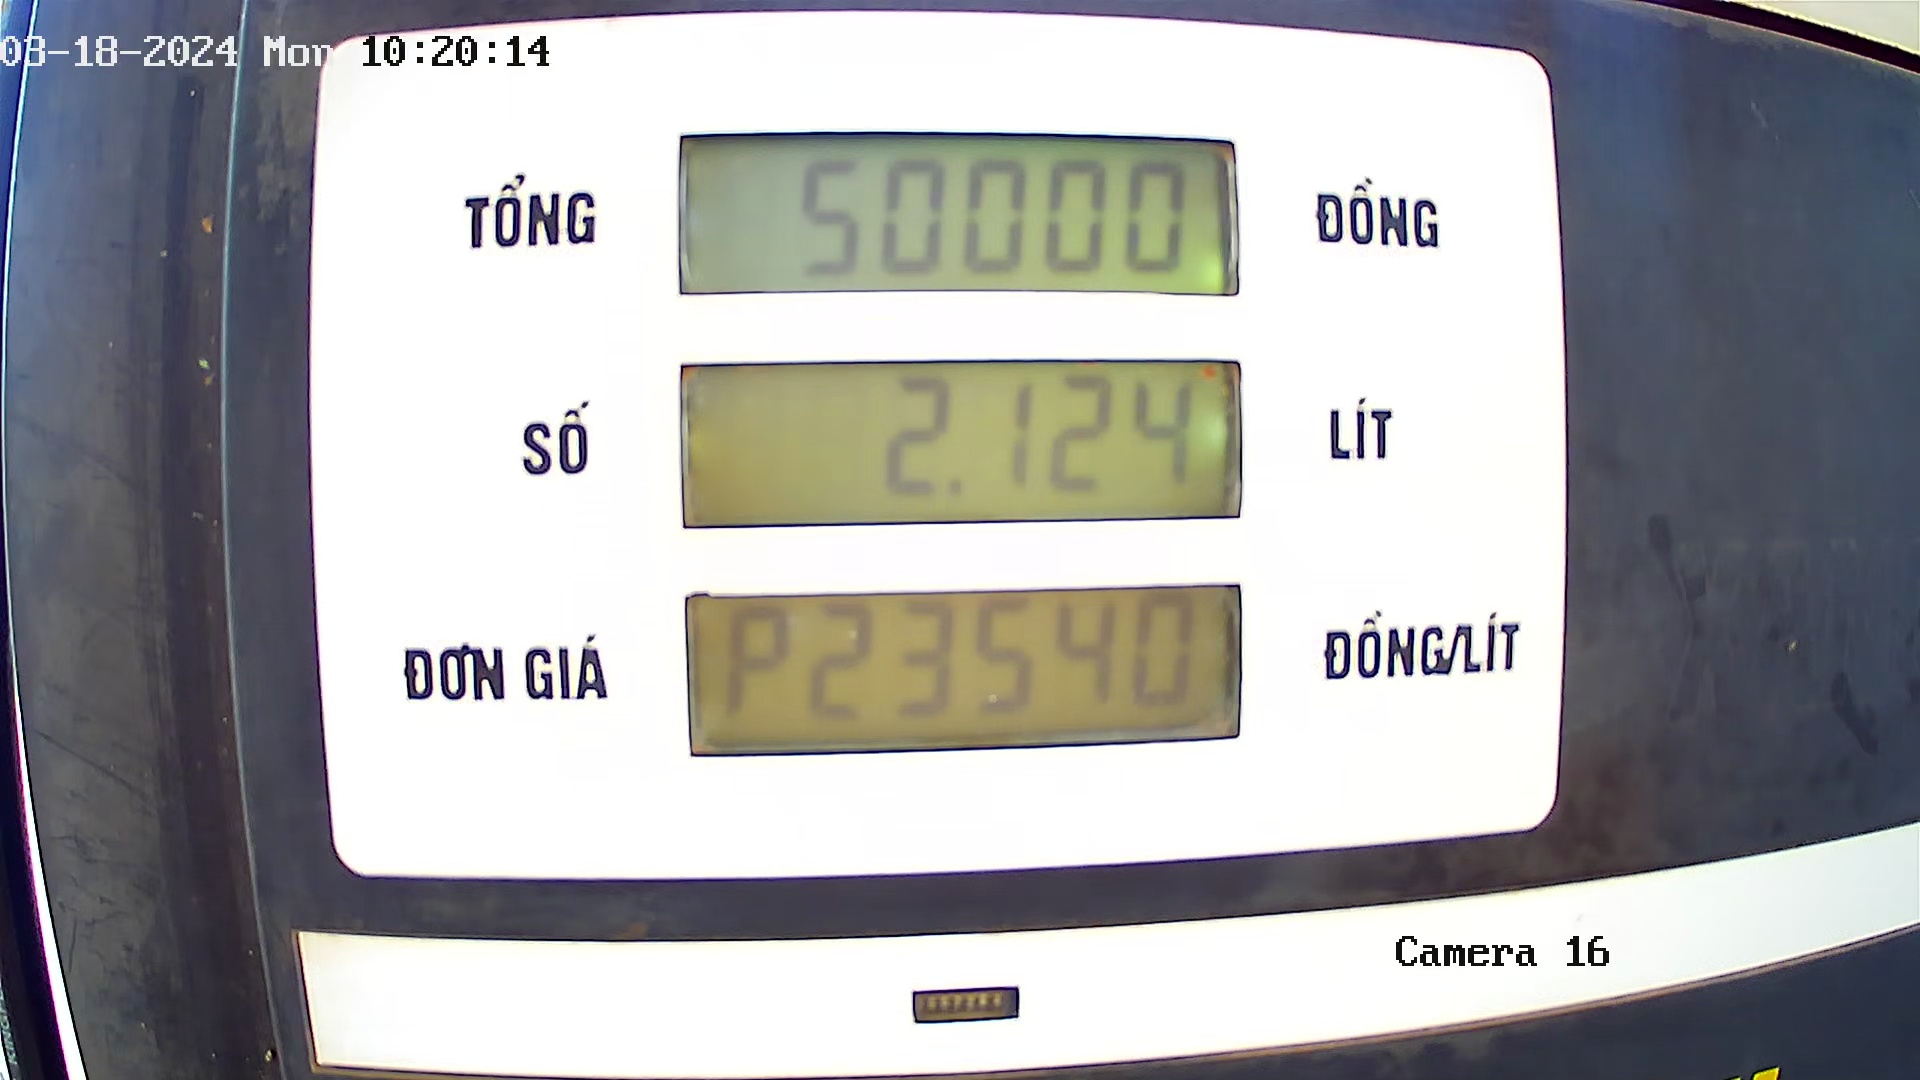 03-18-2024 Mon 10:20:14
TỔNG 50000 ĐỒNG
SỐ 2.124 LÍT
ĐƠN GIÁ P23540 ĐỒNG/LÍT
Camera 16